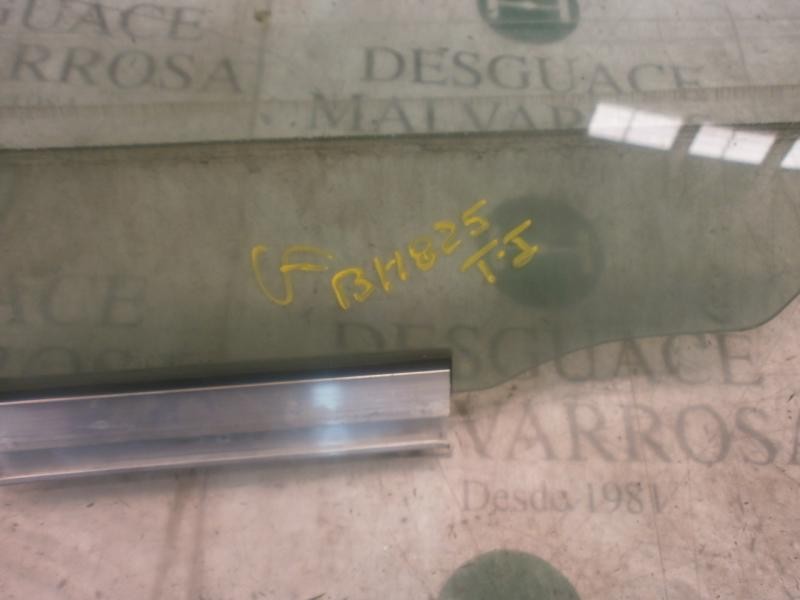 DESGUACE
MALVARROSA
BH825
T.I
DESGUACE
MALVARROSA
Desde 1981